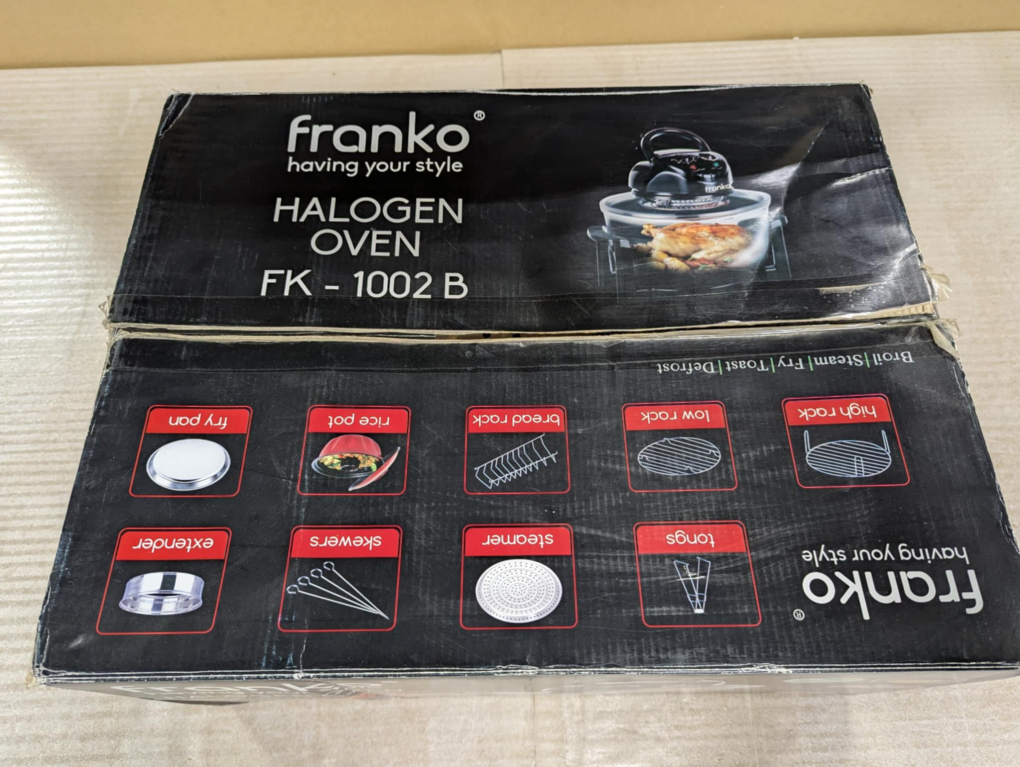 franko®
having your style
HALOGEN
OVEN
FK - 1002 B
franko
Broil|Steam|Fry|Toast|Defrost
high rack
low rack
bread rack
rice pot
fry pan
tongs
steamer
skewers
extender
franko®
having your style